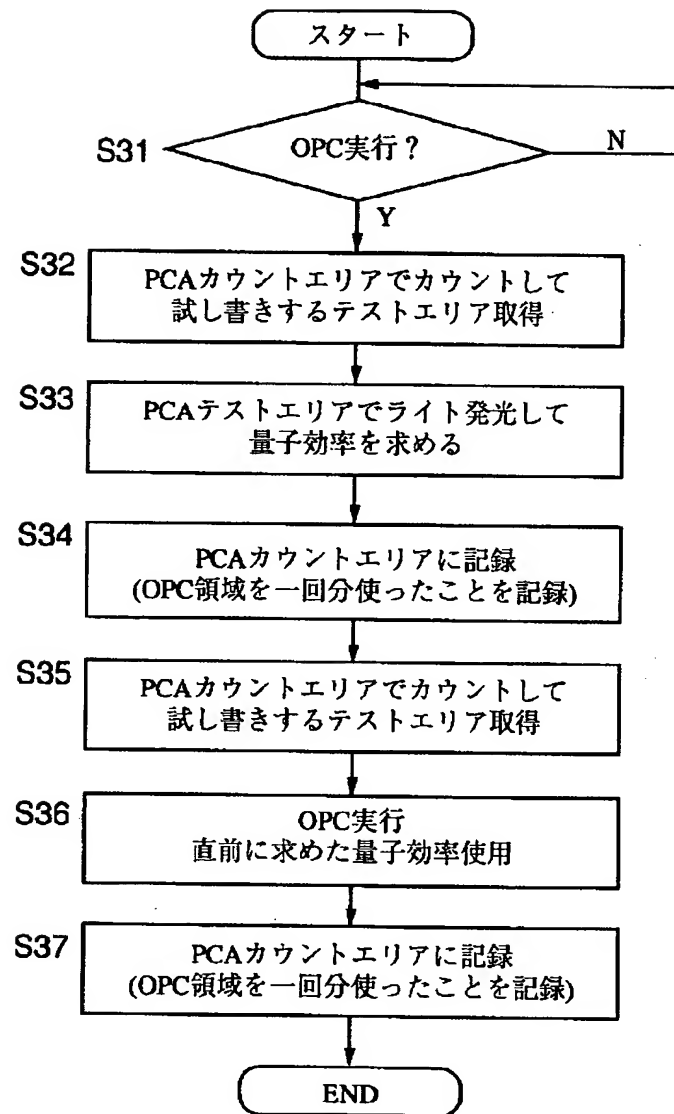 スタート
S31
OPC実行？
N
Y
S32
PCAカウントエリアでカウントして
試し書きするテストエリア取得
S33
PCAテストエリアでライト発光して
量子効率を求める
S34
PCAカウントエリアに記録
(OPC領域を一回分使ったことを記録)
S35
PCAカウントエリアでカウントして
試し書きするテストエリア取得
S36
OPC実行
直前に求めた量子効率使用
S37
PCAカウントエリアに記録
(OPC領域を一回分使ったことを記録)
END